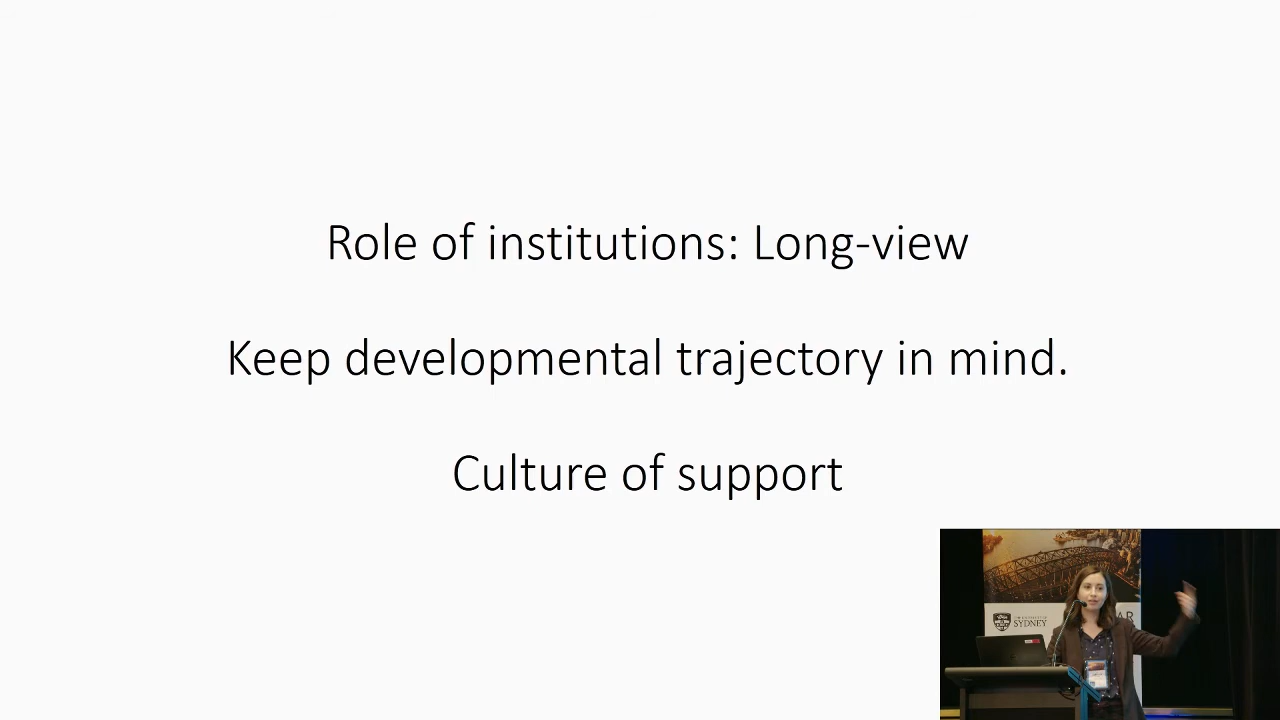 Role of institutions: Long-view
Keep developmental trajectory in mind.
Culture of support
SYDNEY